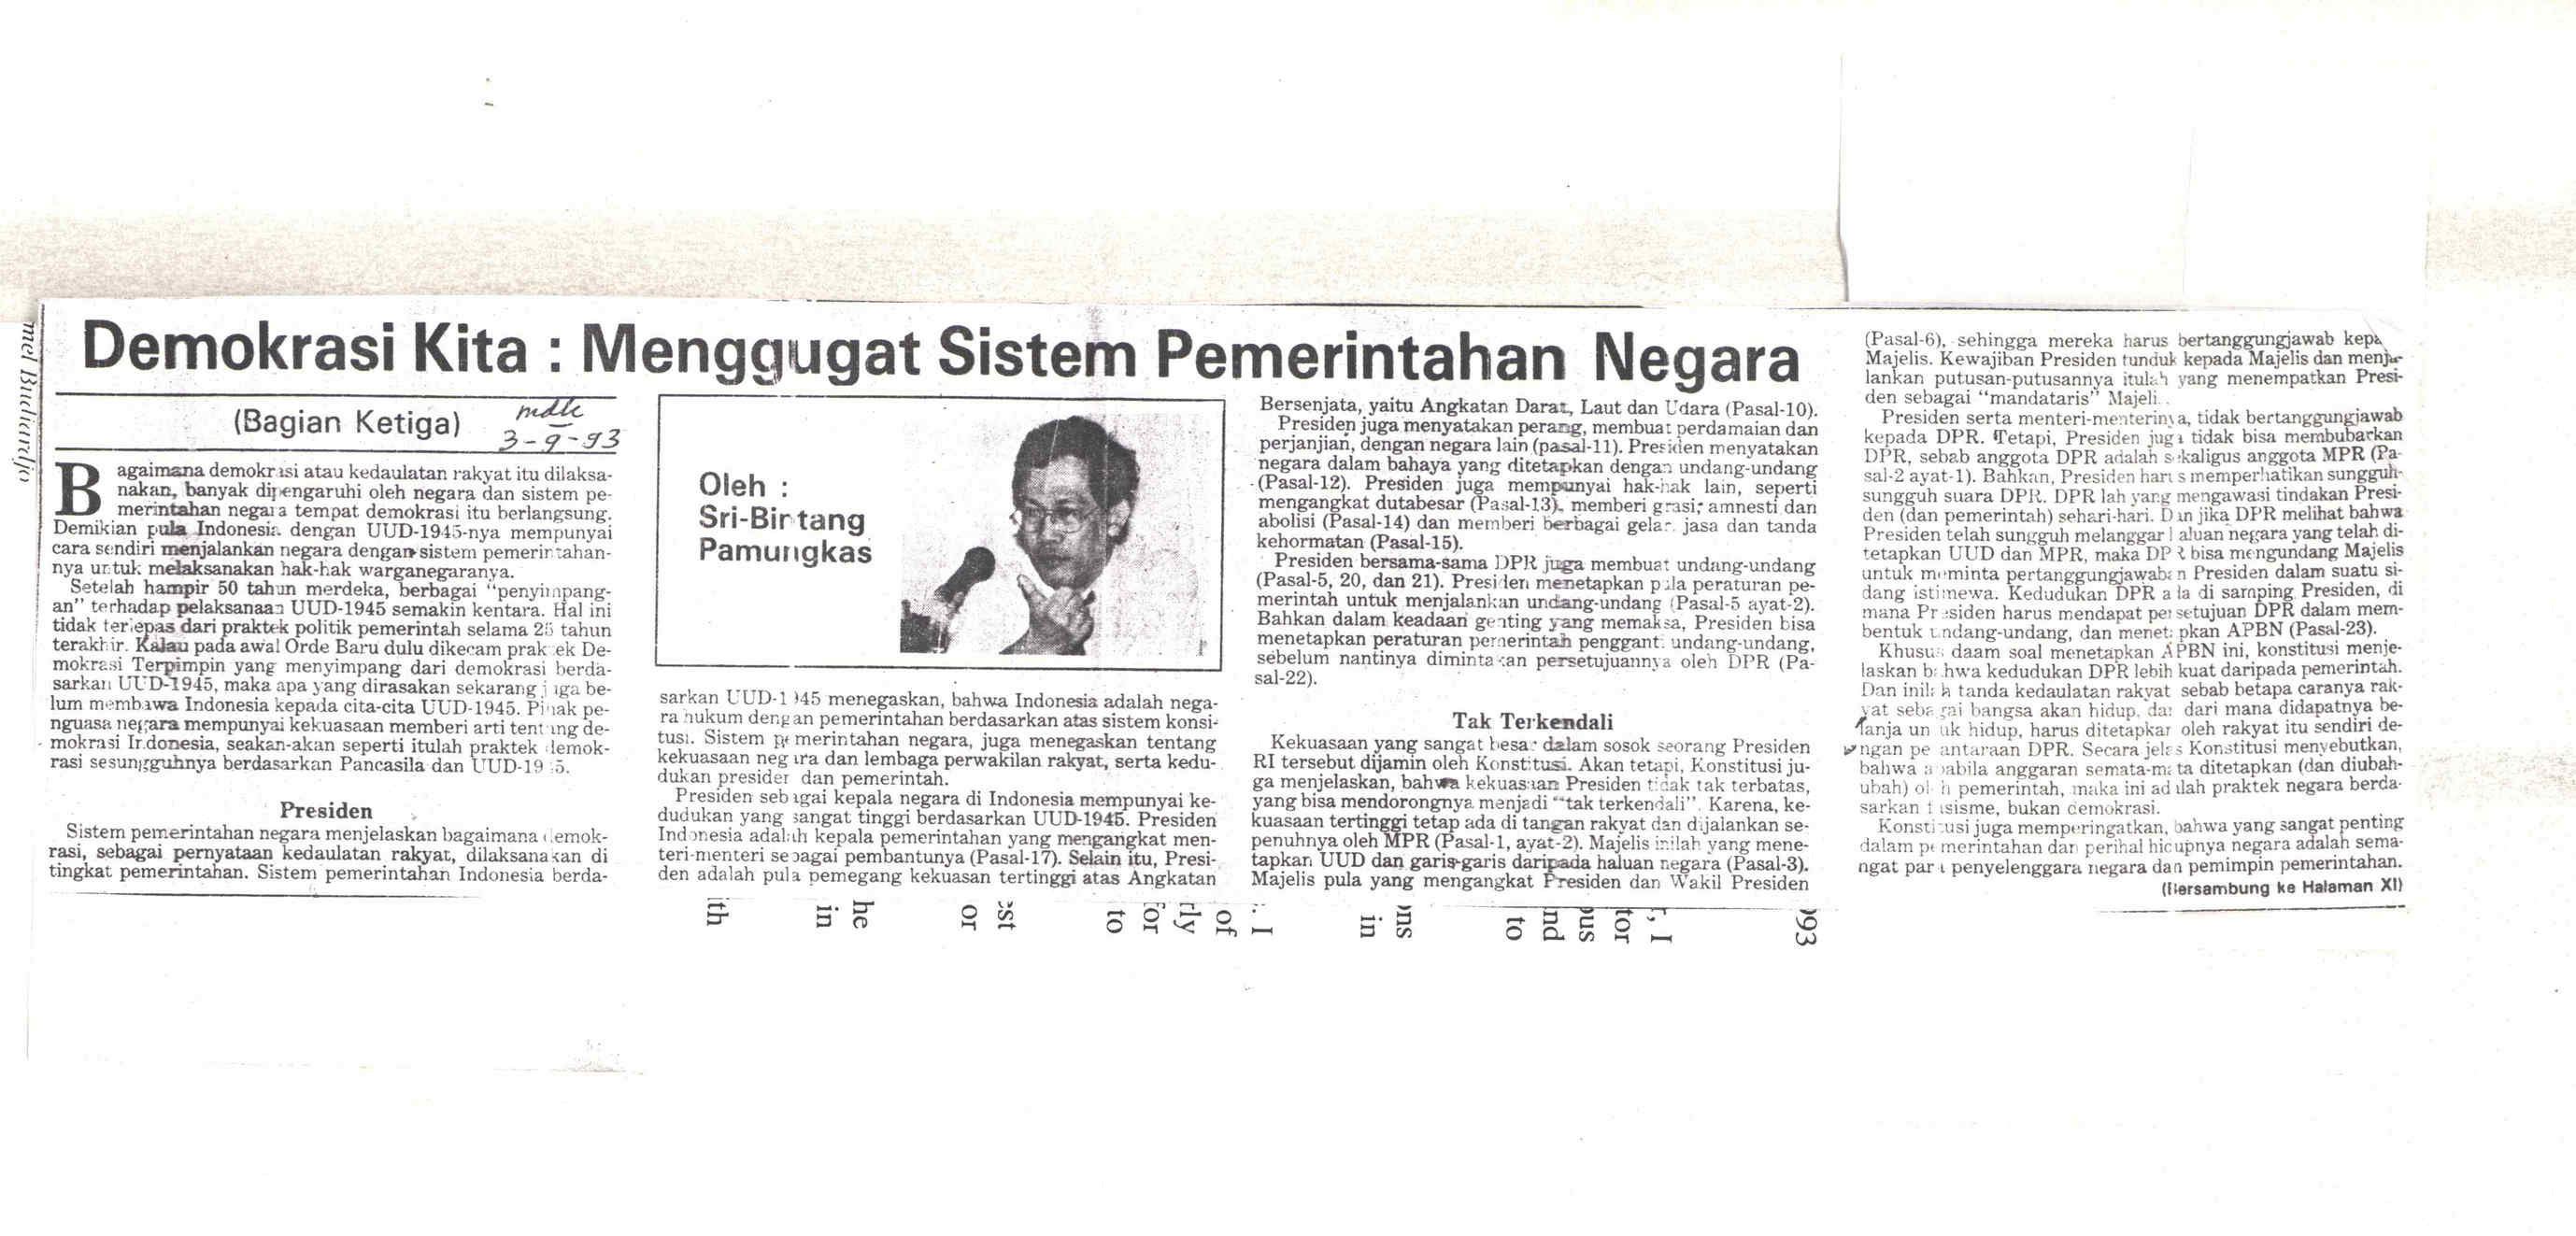 Demokrasi Kita : Menggugat Sistem Pemerintahan Negara
(Bagian Ketiga)
mdk
3-9-93
Bagaimana demokrasi atau kedaulatan rakyat itu dilaksa-
nakan, banyak dipengaruhi oleh negara dan sistem pe-
merintahan negara tempat demokrasi itu berlangsung.
Demikian pula Indonesia dengan UUD-1945-nya mempunyai
cara sendiri menjalankan negara dengan sistem pemerintahan-
nya untuk melaksanakan hak-hak warganegaranya.
Setelah hampir 50 tahun merdeka, berbagai "penyimpang-
an" terhadap pelaksanaan UUD-1945 semakin kentara. Hal ini
tidak terlepas dari praktek politik pemerintah selama 25 tahun
terakhir. Kalau pada awal Orde Baru dulu dikecam praktek De-
mokrasi Terpimpin yang menyimpang dari demokrasi berda-
sarkan UUD-1945, maka apa yang dirasakan sekarang juga be-
lum membawa Indonesia kepada cita-cita UUD-1945. Pihak pe-
nguasa negara mempunyai kekuasaan memberi arti tentang de-
mokrasi Indonesia, seakan-akan seperti itulah praktek demok-
rasi sesungguhnya berdasarkan Pancasila dan UUD-1945.
Presiden
Sistem pemerintahan negara menjelaskan bagaimana demok-
rasi, sebagai pernyataan kedaulatan rakyat, dilaksanakan di
tingkat pemerintahan. Sistem pemerintahan Indonesia berda-
Oleh :
Sri-Bintang
Pamungkas
sarkan UUD-1945 menegaskan, bahwa Indonesia adalah nega-
ra hukum dengan pemerintahan berdasarkan atas sistem konsi-
tusi. Sistem pemerintahan negara, juga menegaskan tentang
kekuasaan negara dan lembaga perwakilan rakyat, serta kedu-
dukan presiden dan pemerintah.
Presiden sebagai kepala negara di Indonesia mempunyai ke-
dudukan yang sangat tinggi berdasarkan UUD-1945. Presiden
Indonesia adalah kepala pemerintahan yang mengangkat men-
teri-menteri sebagai pembantunya (Pasal-17). Selain itu, Presi-
den adalah pula pemegang kekuasan tertinggi atas Angkatan
Bersenjata, yaitu Angkatan Darat, Laut dan Udara (Pasal-10).
Presiden juga menyatakan perang, membuat perdamaian dan
perjanjian, dengan negara lain (pasal-11). Presiden menyatakan
negara dalam bahaya yang ditetapkan dengan undang-undang
(Pasal-12). Presiden juga mempunyai hak-hak lain, seperti
mengangkat dutabesar (Pasal-13), memberi grasi; amnesti dan
abolisi (Pasal-14) dan memberi berbagai gelar. jasa dan tanda
kehormatan (Pasal-15).
Presiden bersama-sama DPR juga membuat undang-undang
(Pasal-5, 20, dan 21). Presiden menetapkan pula peraturan pe-
merintah untuk menjalankan undang-undang (Pasal-5 ayat-2).
Bahkan dalam keadaan genting yang memaksa, Presiden bisa
menetapkan peraturan pemerintah pengganti undang-undang,
sebelum nantinya dimintakan persetujuannya oleh DPR (Pa-
sal-22).
Tak Terkendali
Kekuasaan yang sangat besar dalam sosok seorang Presiden
RI tersebut dijamin oleh Konstitusi. Akan tetapi, Konstitusi ju-
ga menjelaskan, bahwa kekuasaan Presiden tidak tak terbatas,
yang bisa mendorongnya menjadi "tak terkendali". Karena, ke-
kuasaan tertinggi tetap ada di tangan rakyat dan dijalankan se-
penuhnya oleh MPR (Pasal-1, ayat-2). Majelis inilah yang mene-
tapkan UUD dan garis-garis daripada haluan negara (Pasal-3).
Majelis pula yang mengangkat Presiden dan Wakil Presiden
(Pasal-6), sehingga mereka harus bertanggungjawab kepa
Majelis. Kewajiban Presiden tunduk kepada Majelis dan menja-
lankan putusan-putusannya itulah yang menempatkan Presi-
den sebagai "mandataris" Majeli
Presiden serta menteri-menterinya, tidak bertanggungjawab
kepada DPR. Tetapi, Presiden juga tidak bisa membubarkan
DPR, sebab anggota DPR adalah sekaligus anggota MPR (Pa-
sal-2 ayat-1). Bahkan, Presiden harus memperhatikan sungguh-
sungguh suara DPR. DPR lah yang mengawasi tindakan Presi-
den (dan pemerintah) sehari-hari. Dan jika DPR melihat bahwa
Presiden telah sungguh melanggar haluan negara yang telah di-
tetapkan UUD dan MPR, maka DPR bisa mengundang Majelis
untuk meminta pertanggungjawaban Presiden dalam suatu si-
dang istimewa. Kedudukan DPR ada di samping Presiden, di
mana Presiden harus mendapat persetujuan DPR dalam mem-
bentuk undang-undang, dan menetapkan APBN (Pasal-23).
Khusus daam soal menetapkan APBN ini, konstitusi menje-
laskan bahwa kedudukan DPR lebih kuat daripada pemerintah.
Dan inilah tanda kedaulatan rakyat sebab betapa caranya rak-
yat sebagai bangsa akan hidup, dan dari mana didapatnya be-
lanja untuk hidup, harus ditetapkan oleh rakyat itu sendiri de-
ngan perantaraan DPR. Secara jelas Konstitusi menyebutkan,
bahwa apabila anggaran semata-mata ditetapkan (dan diubah-
ubah) oleh pemerintah, maka ini adalah praktek negara berda-
sarkan fasisme, bukan demokrasi.
Konstitusi juga memperingatkan, bahwa yang sangat penting
dalam pemerintahan dan perihal hidupnya negara adalah sema-
ngat para penyelenggara negara dan pemimpin pemerintahan.
(Bersambung ke Halaman XI)
mel Budiardjo
ith
in
he
or
st
to
for
rly
of
. I
in
ns
to
nd
ous
tor
r, I
993